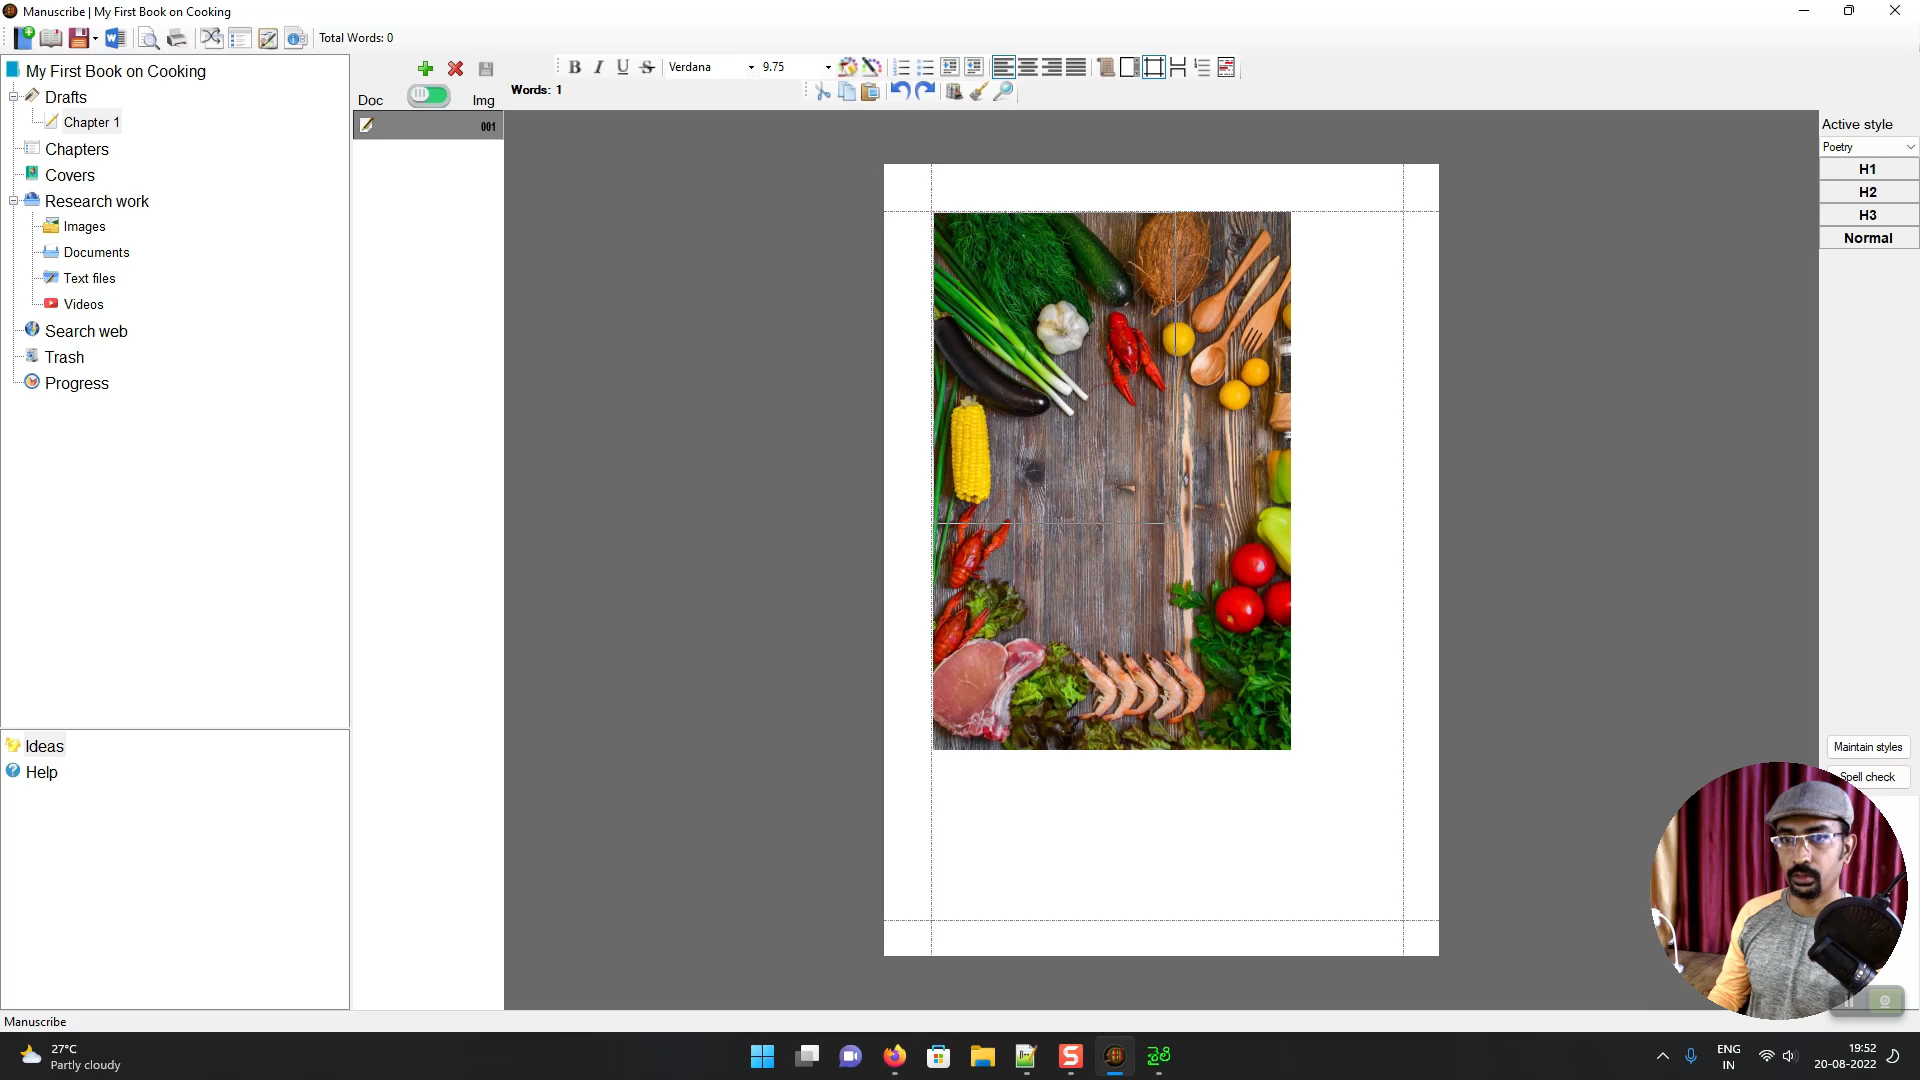 Manuscribe | My First Book on Cooking
Total Words: 0
My First Book on Cooking
Drafts
Chapter 1
Chapters
Covers
Research work
Images
Documents
Text files
Videos
Search web
Trash
Progress
Doc
Img
001
B I U S Verdana 9.75
Words: 1
Active style
Poetry
H1
H2
H3
Normal
Maintain styles
Spell check
Ideas
Help
Manuscribe
27°C
Partly cloudy
ENG
IN
19:52
20-08-2022